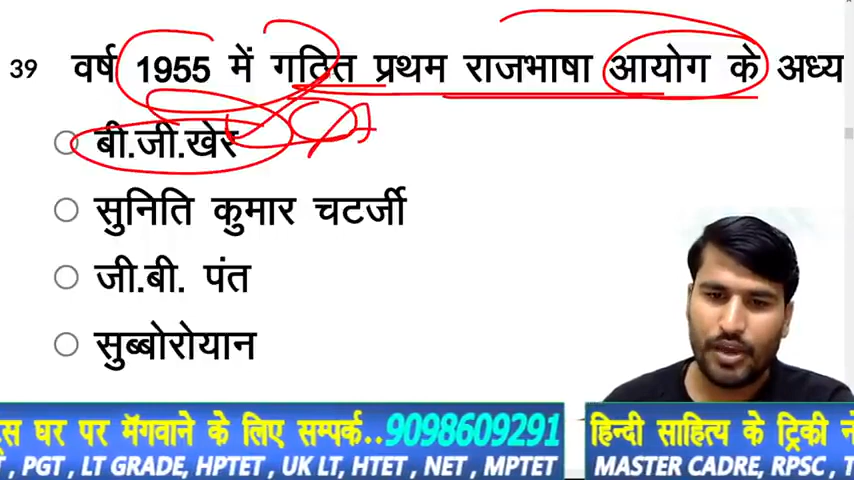 39 वर्ष 1955 में गठित प्रथम राजभाषा आयोग के अध्य
बी.जी.खेर
सुनिति कुमार चटर्जी
जी.बी. पंत
सुब्बोरोयान
घर पर मॅगवाने के लिए सम्पर्क..9098609291
हिन्दी साहित्य के ट्रिकी
, PGT , LT GRADE, HPTET , UK LT, HTET , NET , MPTET
MASTER CADRE, RPSC ,